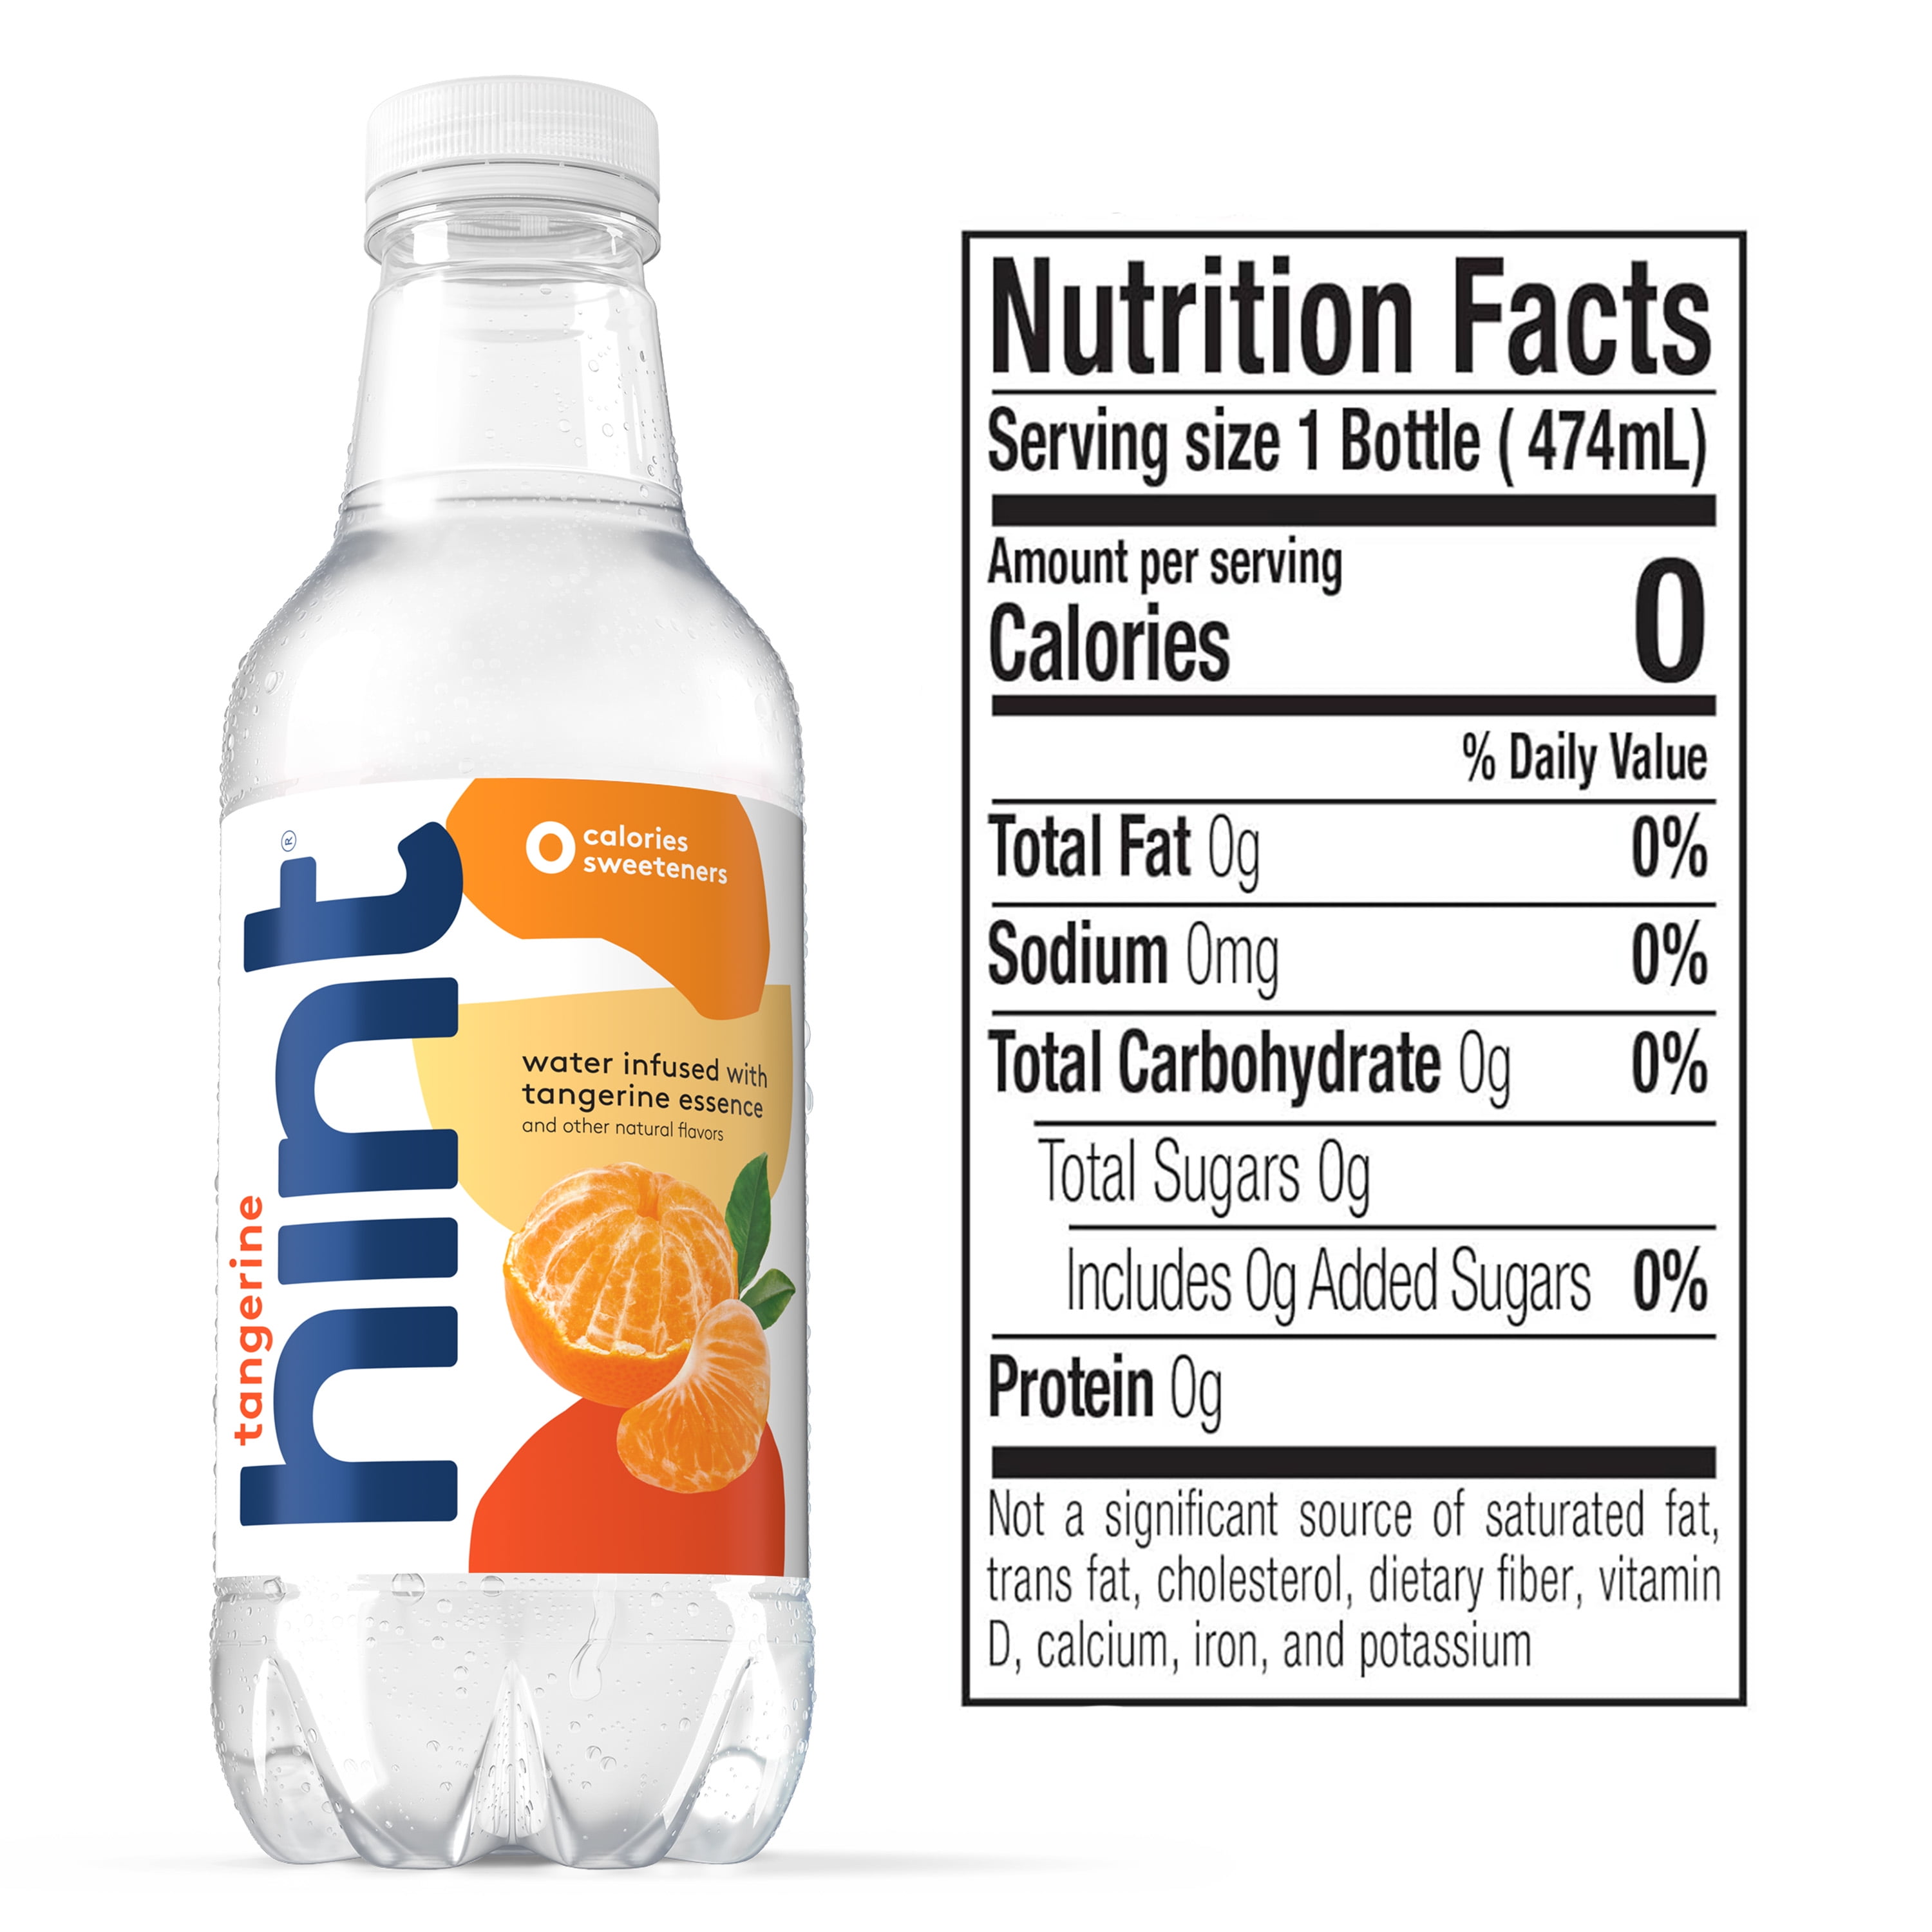 hint®
tangerine
0 calories
sweeteners
water infused with
tangerine essence
and other natural flavors
Nutrition Facts
Serving size 1 Bottle ( 474mL)
Amount per serving
Calories 0
% Daily Value
Total Fat 0g 0%
Sodium 0mg 0%
Total Carbohydrate 0g 0%
Total Sugars 0g
Includes 0g Added Sugars 0%
Protein 0g
Not a significant source of saturated fat,
trans fat, cholesterol, dietary fiber, vitamin
D, calcium, iron, and potassium